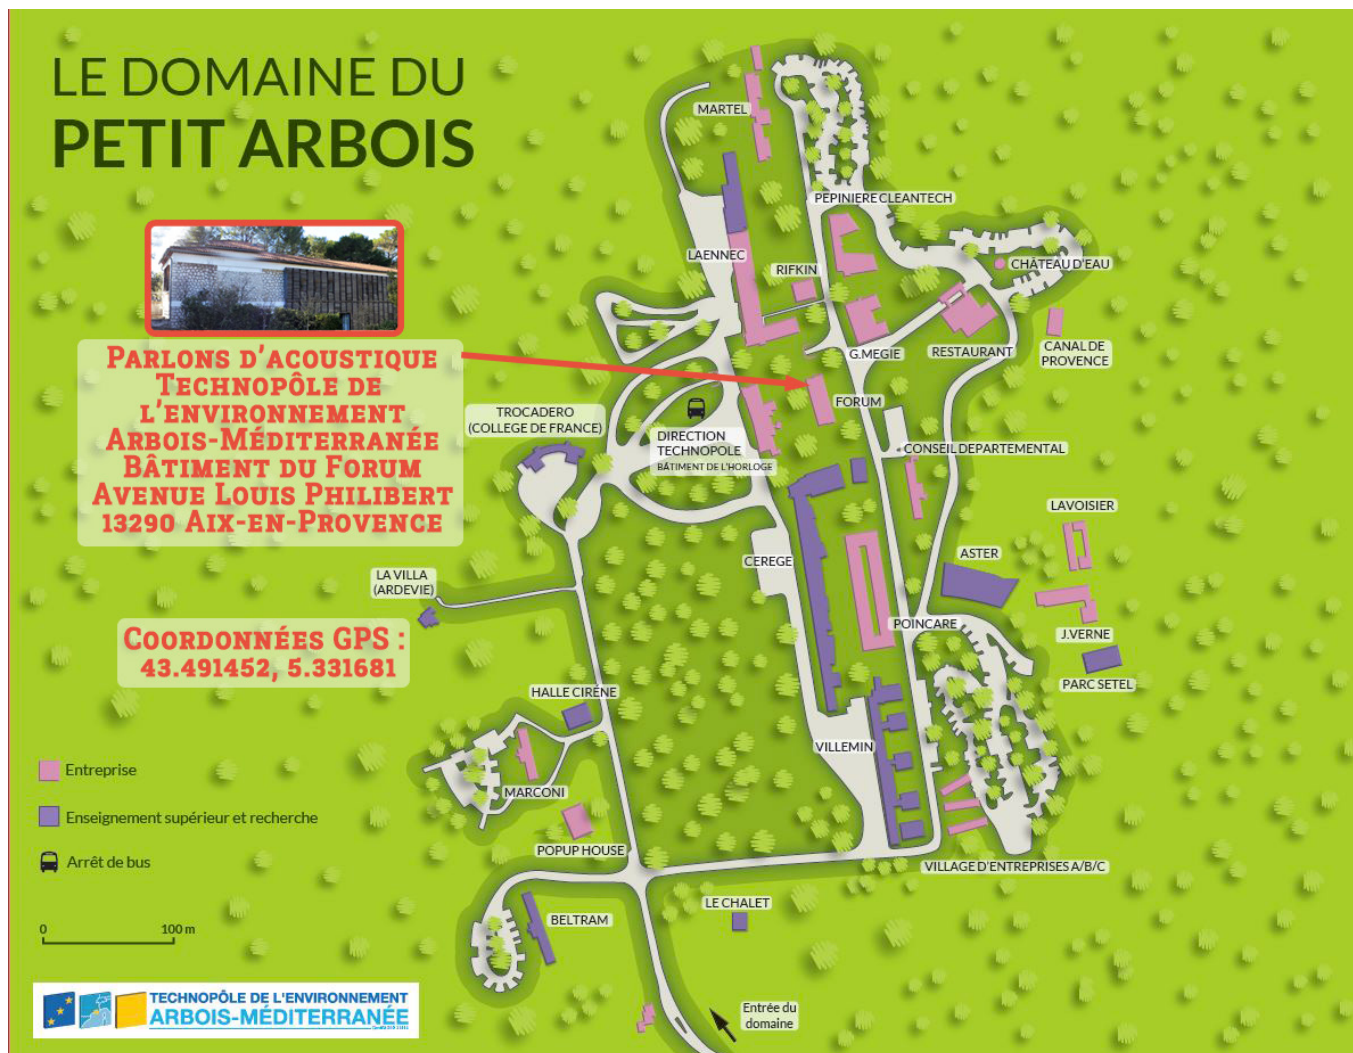 LE DOMAINE DU
PETIT ARBOIS
MARTEL
PEPINIERE CLEANTECH
LAENNEC
RIFKIN
CHÂTEAU D'EAU
G.MEGIE
RESTAURANT
CANAL DE
PROVENCE
PARLONS D'ACOUSTIQUE
TECHNOPÔLE DE
L'ENVIRONNEMENT
ARBOIS-MÉDITERRANÉE
BÂTIMENT DU FORUM
AVENUE LOUIS PHILIBERT
13290 AIX-EN-PROVENCE
FORUM
TROCADERO
(COLLEGE DE FRANCE)
DIRECTION
TECHNOPOLE
BÂTIMENT DE L'HORLOGE
CONSEIL DEPARTEMENTAL
LAVOISIER
ASTER
CEREGE
LA VILLA
(ARDEVIE)
POINCARE
J.VERNE
COORDONNÉES GPS :
43.491452, 5.331681
PARC SETEL
HALLE CIRENE
VILLEMIN
MARCONI
POPUP HOUSE
VILLAGE D'ENTREPRISES A/B/C
LE CHALET
BELTRAM
Entreprise
Enseignement supérieur et recherche
Arrêt de bus
0 100 m
Entrée du
domaine
TECHNOPÔLE DE L'ENVIRONNEMENT
ARBOIS-MÉDITERRANÉE